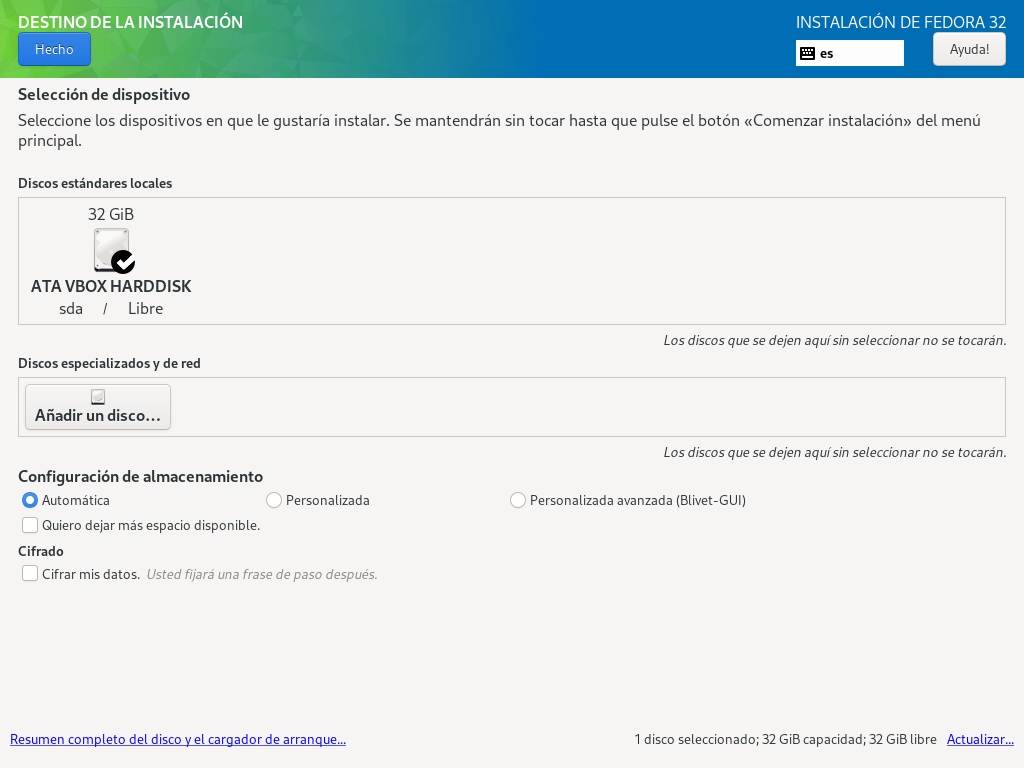 DESTINO DE LA INSTALACIÓN
INSTALACIÓN DE FEDORA 32
Hecho
es
Ayuda!
Selección de dispositivo
Seleccione los dispositivos en que le gustaría instalar. Se mantendrán sin tocar hasta que pulse el botón «Comenzar instalación» del menú
principal.
Discos estándares locales
32 GiB
ATA VBOX HARDDISK
sda / Libre
Los discos que se dejen aquí sin seleccionar no se tocarán.
Discos especializados y de red
Añadir un disco...
Los discos que se dejen aquí sin seleccionar no se tocarán.
Configuración de almacenamiento
Automática Personalizada Personalizada avanzada (Blivet-GUI)
Quiero dejar más espacio disponible.
Cifrado
Cifrar mis datos. Usted fijará una frase de paso después.
Resumen completo del disco y el cargador de arranque... 1 disco seleccionado; 32 GiB capacidad; 32 GiB libre Actualizar...